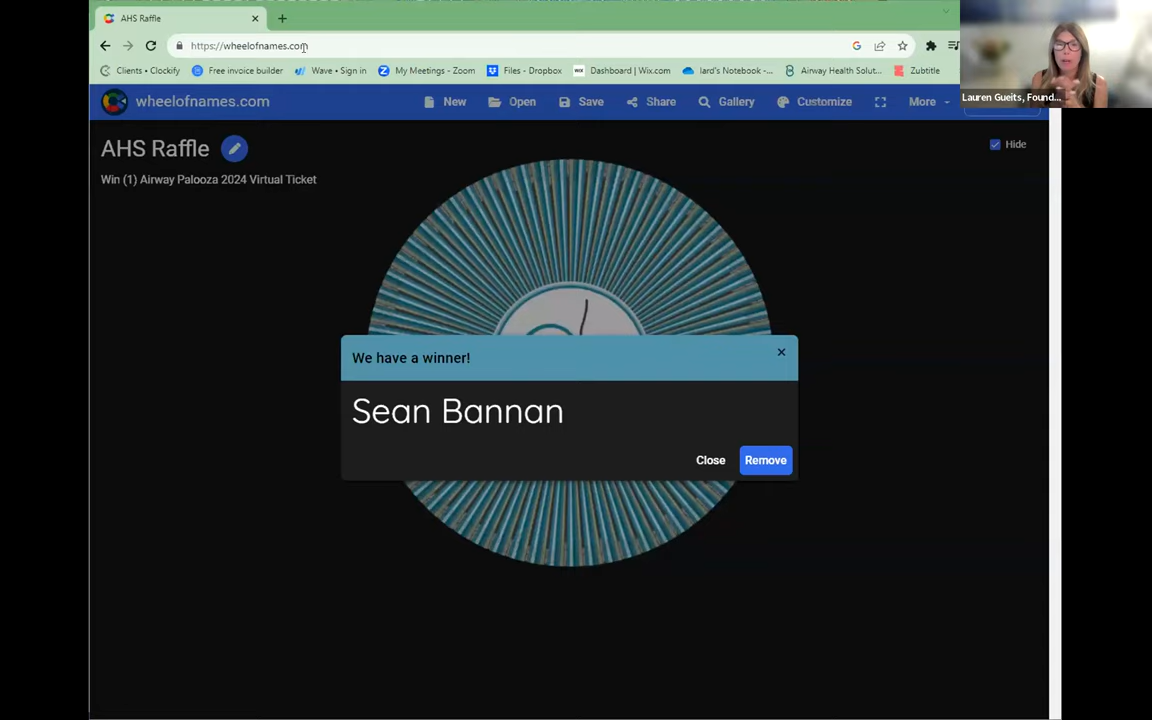 AHS Raffle
https://wheelofnames.com
Clients • Clockify
Free invoice builder
Wave • Sign in
My Meetings - Zoom
Files - Dropbox
Dashboard | Wix.com
lard's Notebook -...
Airway Health Solut...
Zubtitle
Lauren Gueits, Found...
wheelofnames.com
New
Open
Save
Share
Gallery
Customize
More
AHS Raffle
Hide
Win (1) Airway Palooza 2024 Virtual Ticket
We have a winner!
Sean Bannan
Close
Remove